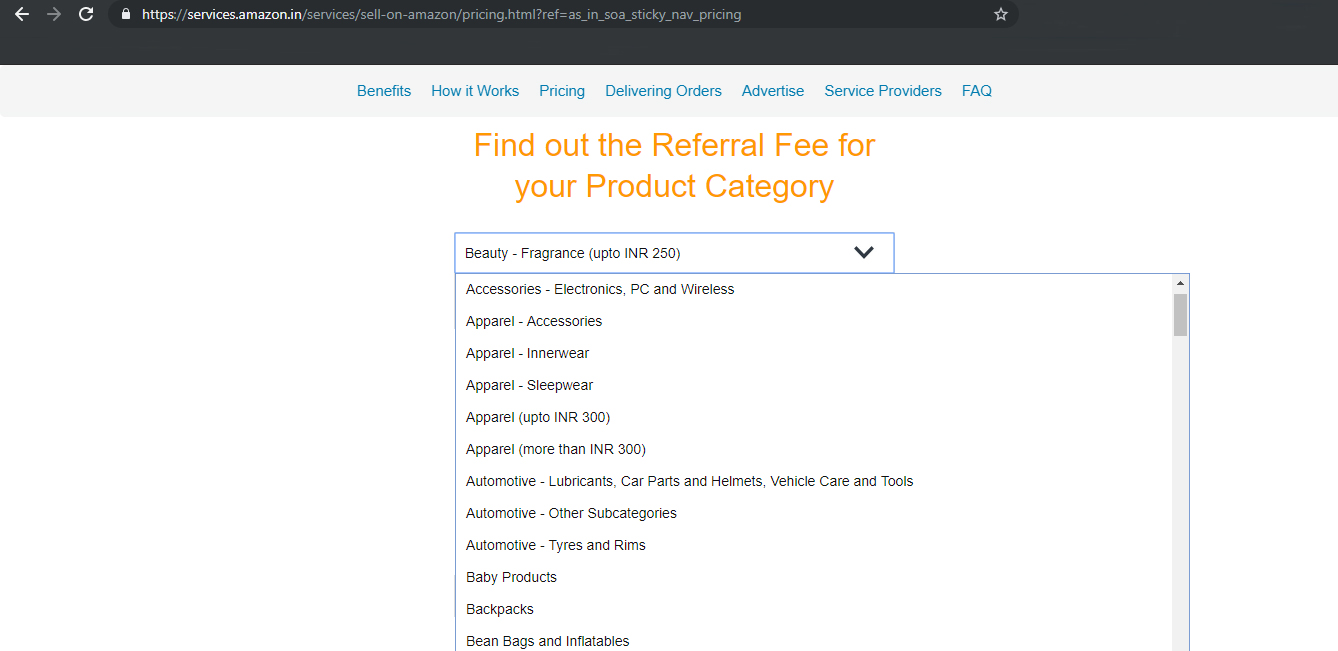 https://services.amazon.in/services/sell-on-amazon/pricing.html?ref=as_in_soa_sticky_nav_pricing
Benefits How it Works Pricing Delivering Orders Advertise Service Providers FAQ
Find out the Referral Fee for
your Product Category
Beauty - Fragrance (upto INR 250)
Accessories - Electronics, PC and Wireless
Apparel - Accessories
Apparel - Innerwear
Apparel - Sleepwear
Apparel (upto INR 300)
Apparel (more than INR 300)
Automotive - Lubricants, Car Parts and Helmets, Vehicle Care and Tools
Automotive - Other Subcategories
Automotive - Tyres and Rims
Baby Products
Backpacks
Bean Bags and Inflatables